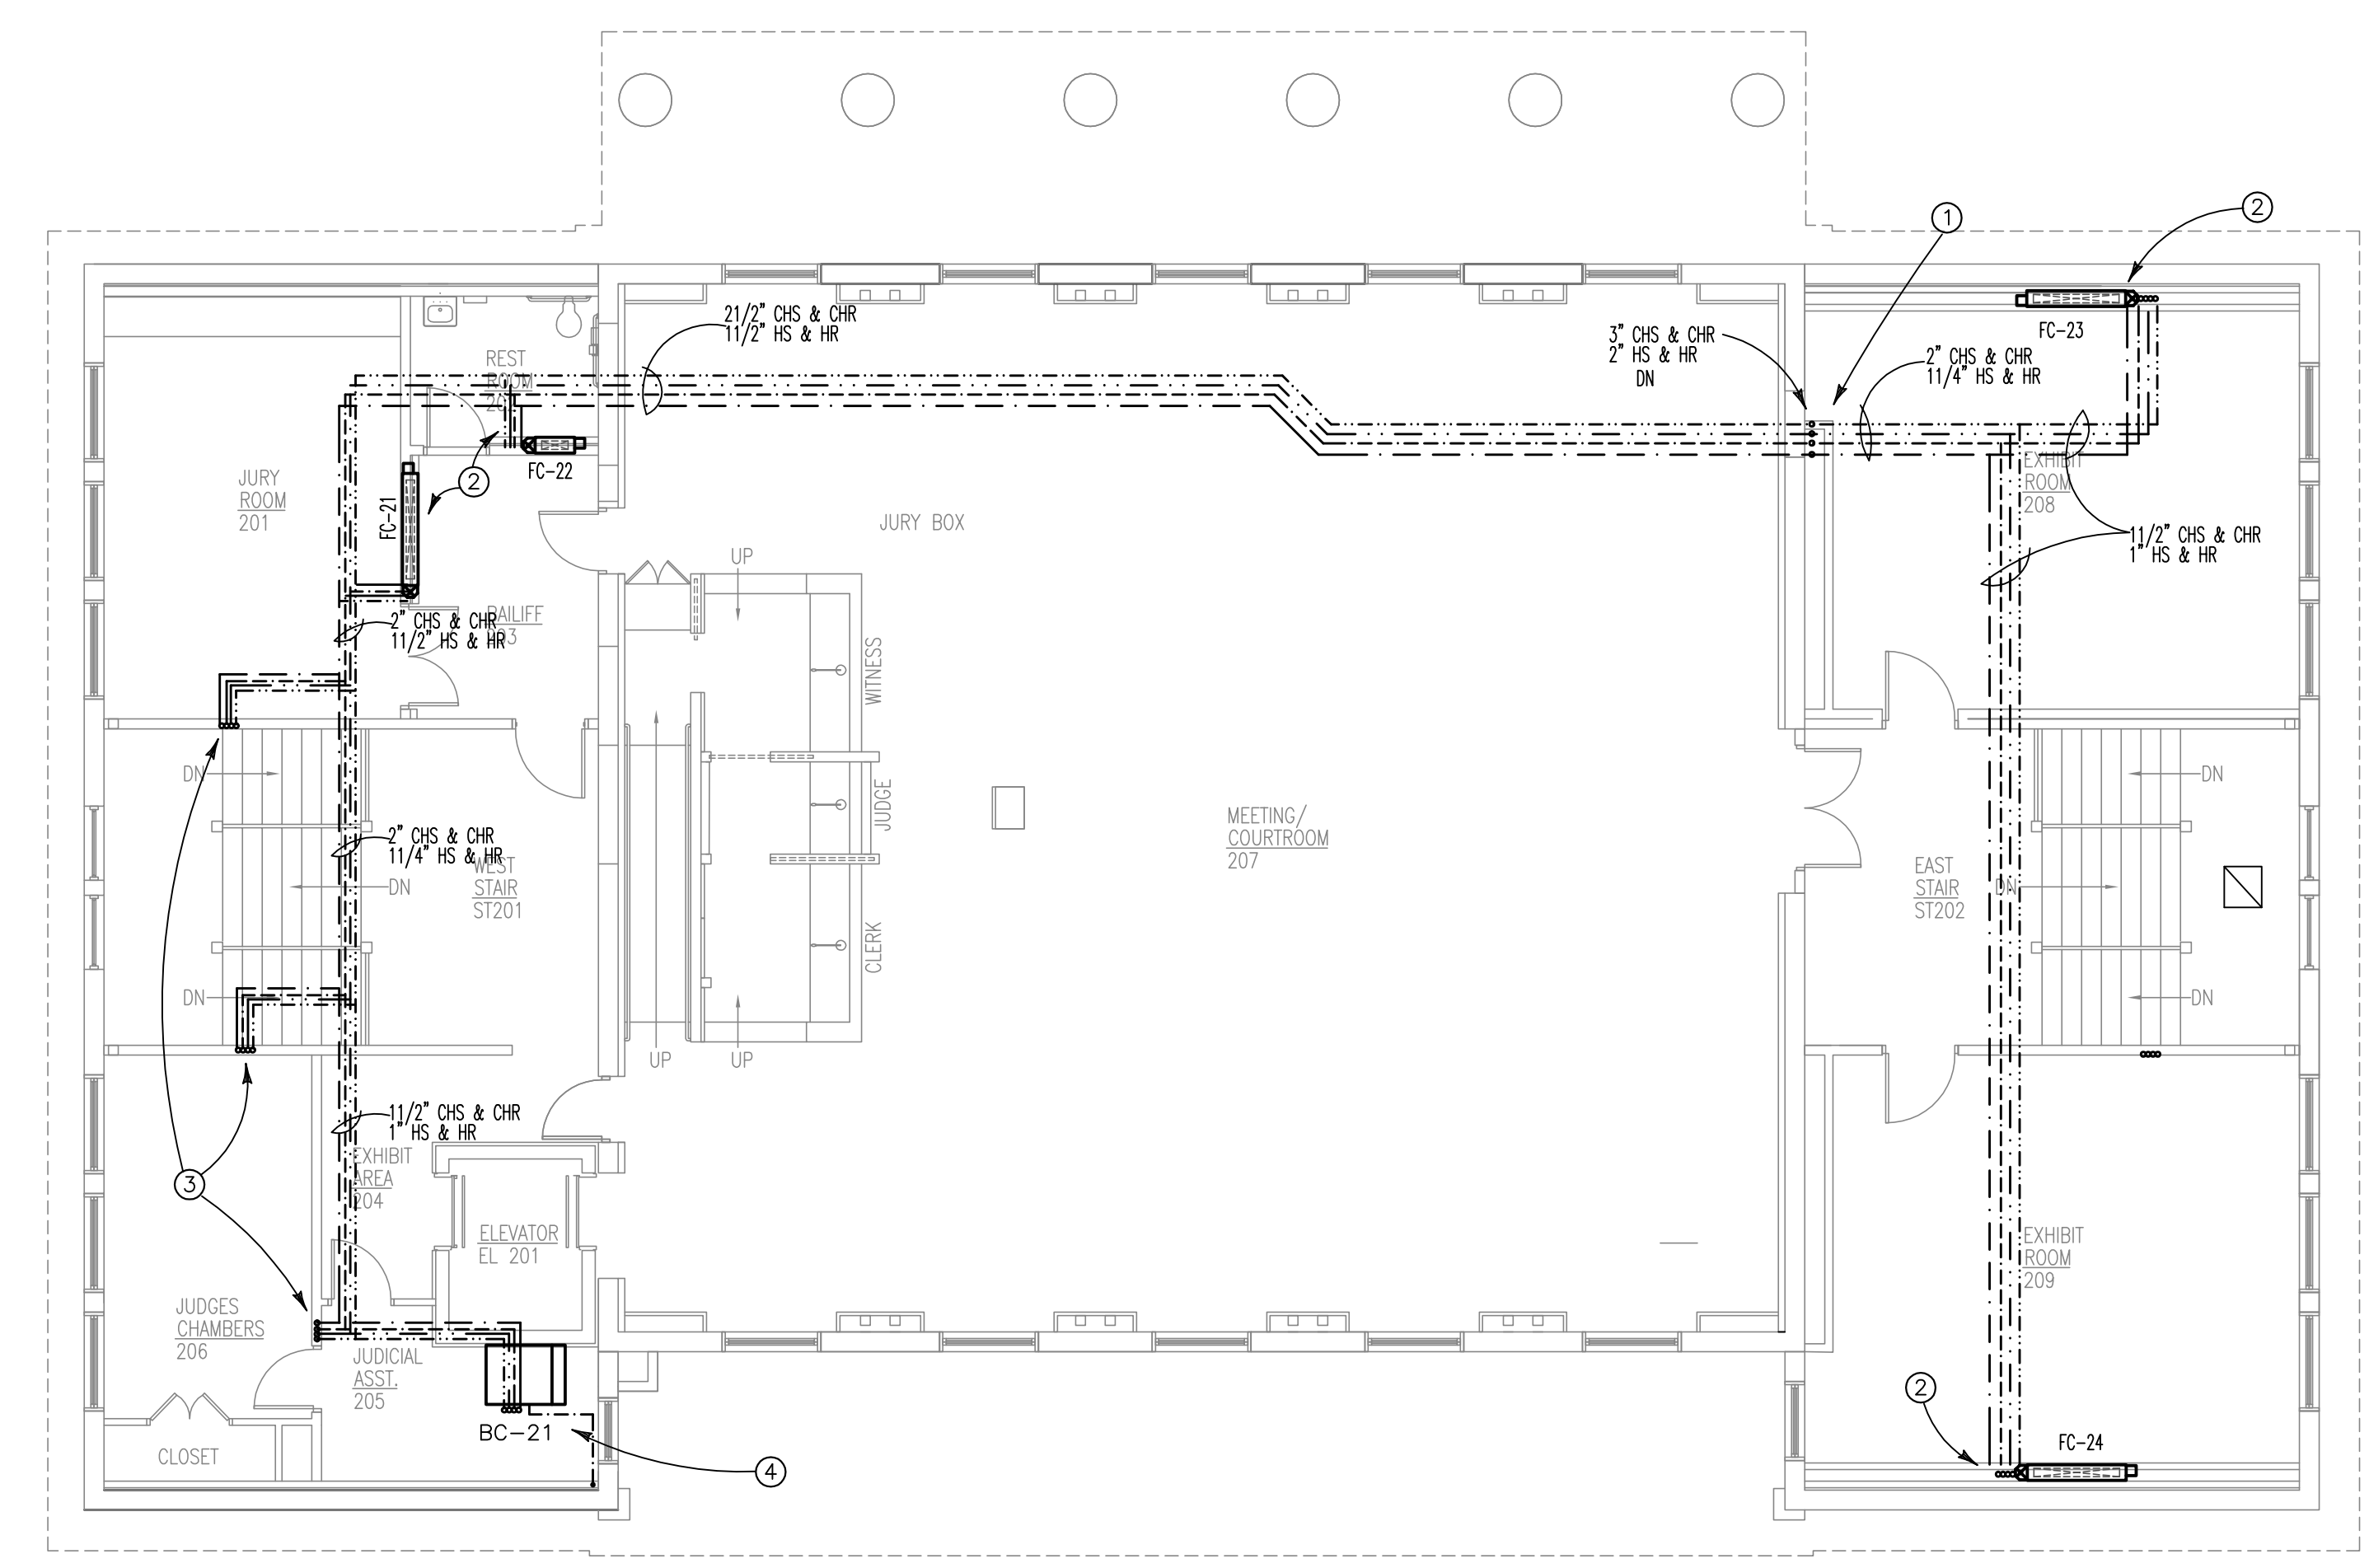 1
2
21/2" CHS & CHR
11/2" HS & HR
3" CHS & CHR
2" HS & HR
DN
FC-23
2" CHS & CHR
11/4" HS & HR
REST
ROOM
FC-22
2
FC-21
JURY
ROOM
201
JURY BOX
EXHIBIT
ROOM
208
11/2" CHS & CHR
1" HS & HR
UP
BAILIFF
203
2" CHS & CHR
11/2" HS & HR
WITNESS
DN
DN
JUDGE
MEETING/
COURTROOM
207
2" CHS & CHR
11/4" HS & HR
WEST
STAIR
ST201
DN
EAST
STAIR
ST202
DN
CLERK
DN
DN
UP
UP
11/2" CHS & CHR
1" HS & HR
EXHIBIT
AREA
204
3
ELEVATOR
EL 201
EXHIBIT
ROOM
209
JUDGES
CHAMBERS
206
JUDICIAL
ASST.
205
2
BC-21
FC-24
CLOSET
4